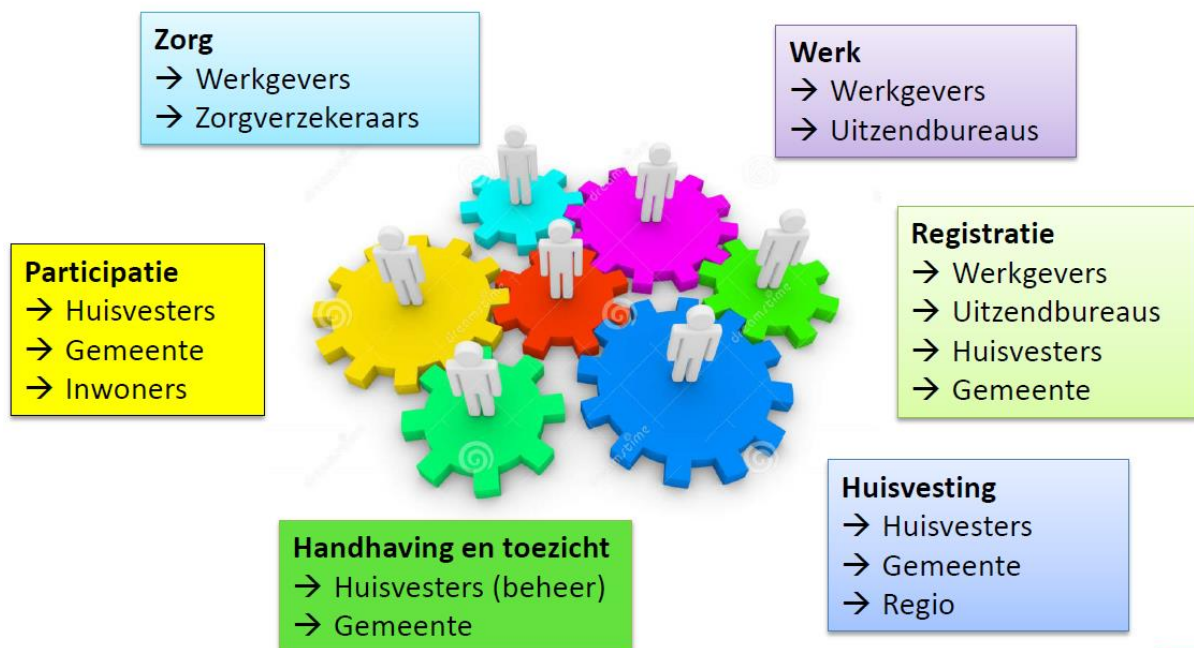 Zorg
→ Werkgevers
→ Zorgverzekeraars
Werk
→ Werkgevers
→ Uitzendbureaus
Participatie
→ Huisvesters
→ Gemeente
→ Inwoners
Registratie
→ Werkgevers
→ Uitzendbureaus
→ Huisvesters
→ Gemeente
Handhaving en toezicht
→ Huisvesters (beheer)
→ Gemeente
Huisvesting
→ Huisvesters
→ Gemeente
→ Regio
dreamstime